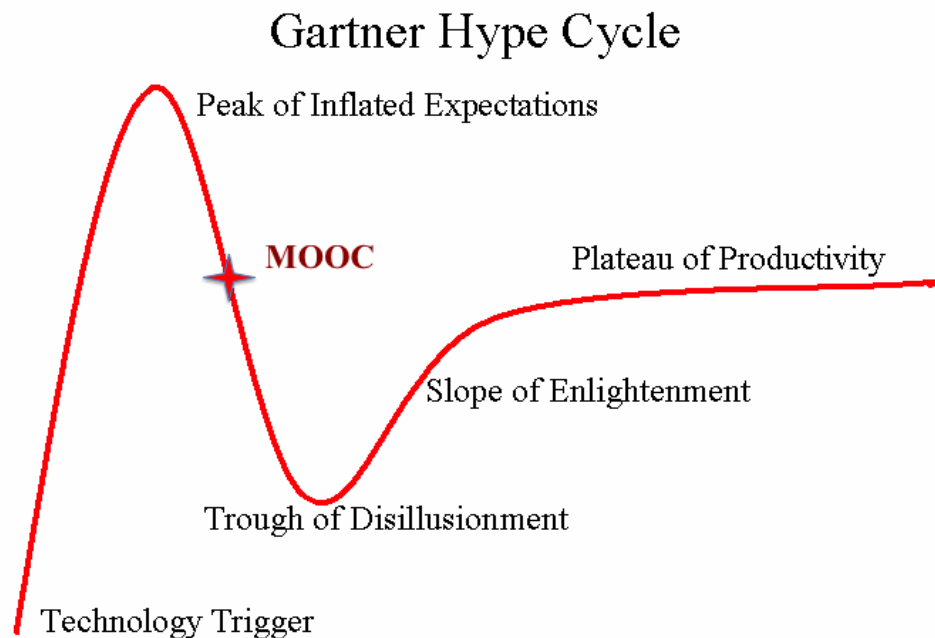 Gartner Hype Cycle
Peak of Inflated Expectations
MOOC
Plateau of Productivity
Slope of Enlightenment
Trough of Disillusionment
Technology Trigger